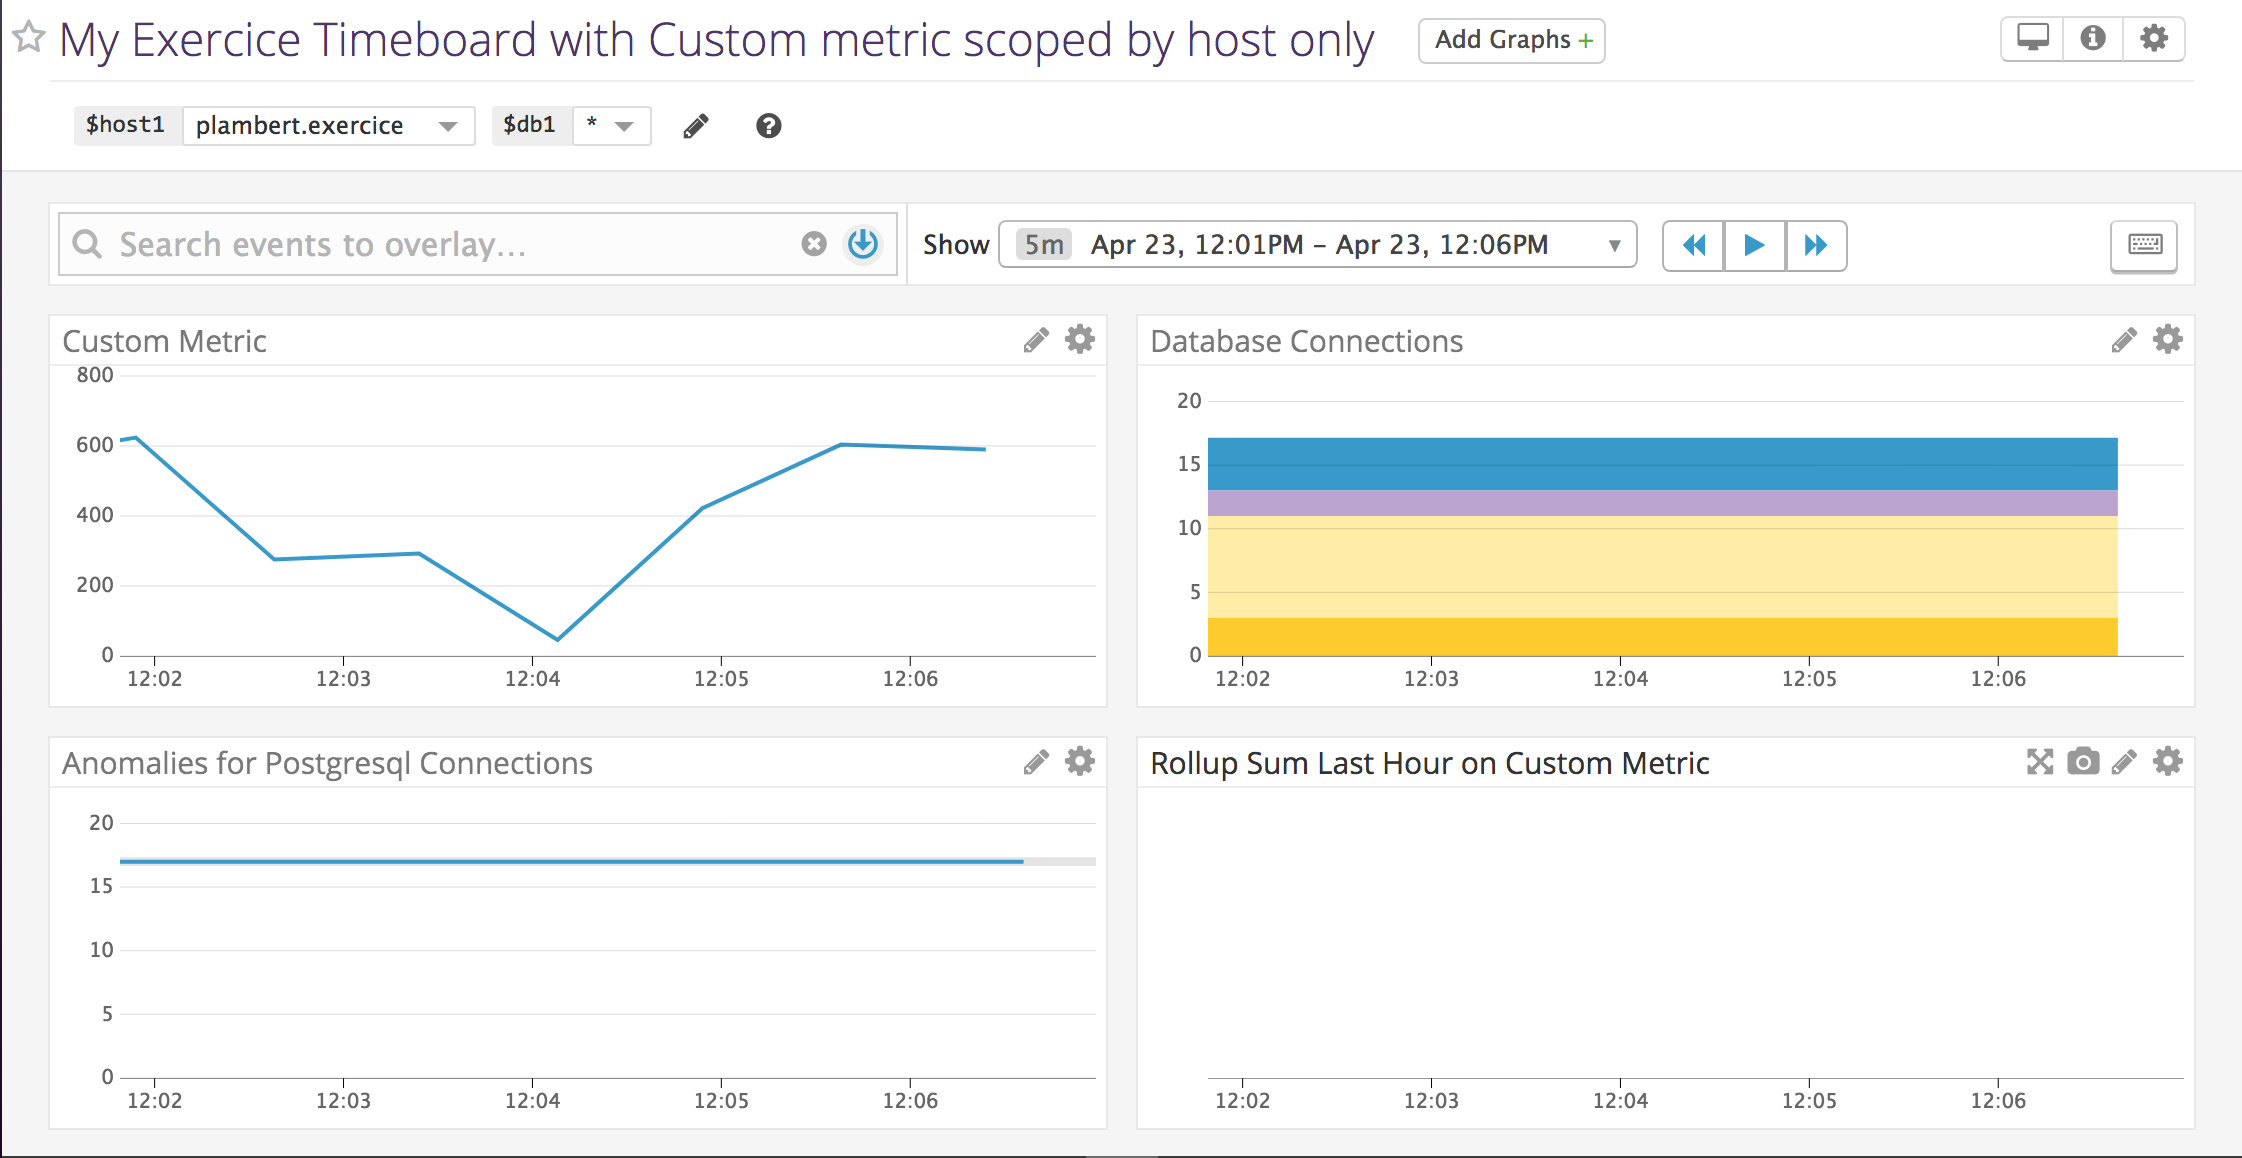 My Exercice Timeboard with Custom metric scoped by host only
Add Graphs +
$host1 plambert.exercice $db1 *
Search events to overlay...
Show 5m Apr 23, 12:01PM – Apr 23, 12:06PM
Custom Metric
800
600
400
200
0
12:02 12:03 12:04 12:05 12:06
Database Connections
20
15
10
5
0
12:02 12:03 12:04 12:05 12:06
Anomalies for Postgresql Connections
20
15
10
5
0
12:02 12:03 12:04 12:05 12:06
Rollup Sum Last Hour on Custom Metric
12:02 12:03 12:04 12:05 12:06